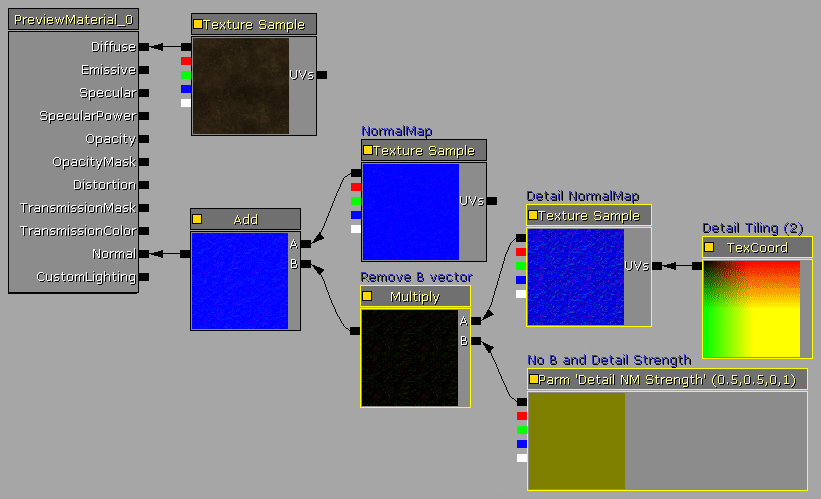 PreviewMaterial_0
Diffuse
Emissive
Specular
SpecularPower
Opacity
OpacityMask
Distortion
TransmissionMask
TransmissionColor
Normal
CustomLighting
Texture Sample
UVs
Add
A
B
NormalMap
Texture Sample
UVs
Remove B vector
Multiply
A
B
Detail NormalMap
Texture Sample
UVs
Detail Tiling (2)
TexCoord
No B and Detail Strength
Parm 'Detail NM Strength' (0.5,0.5,0,1)